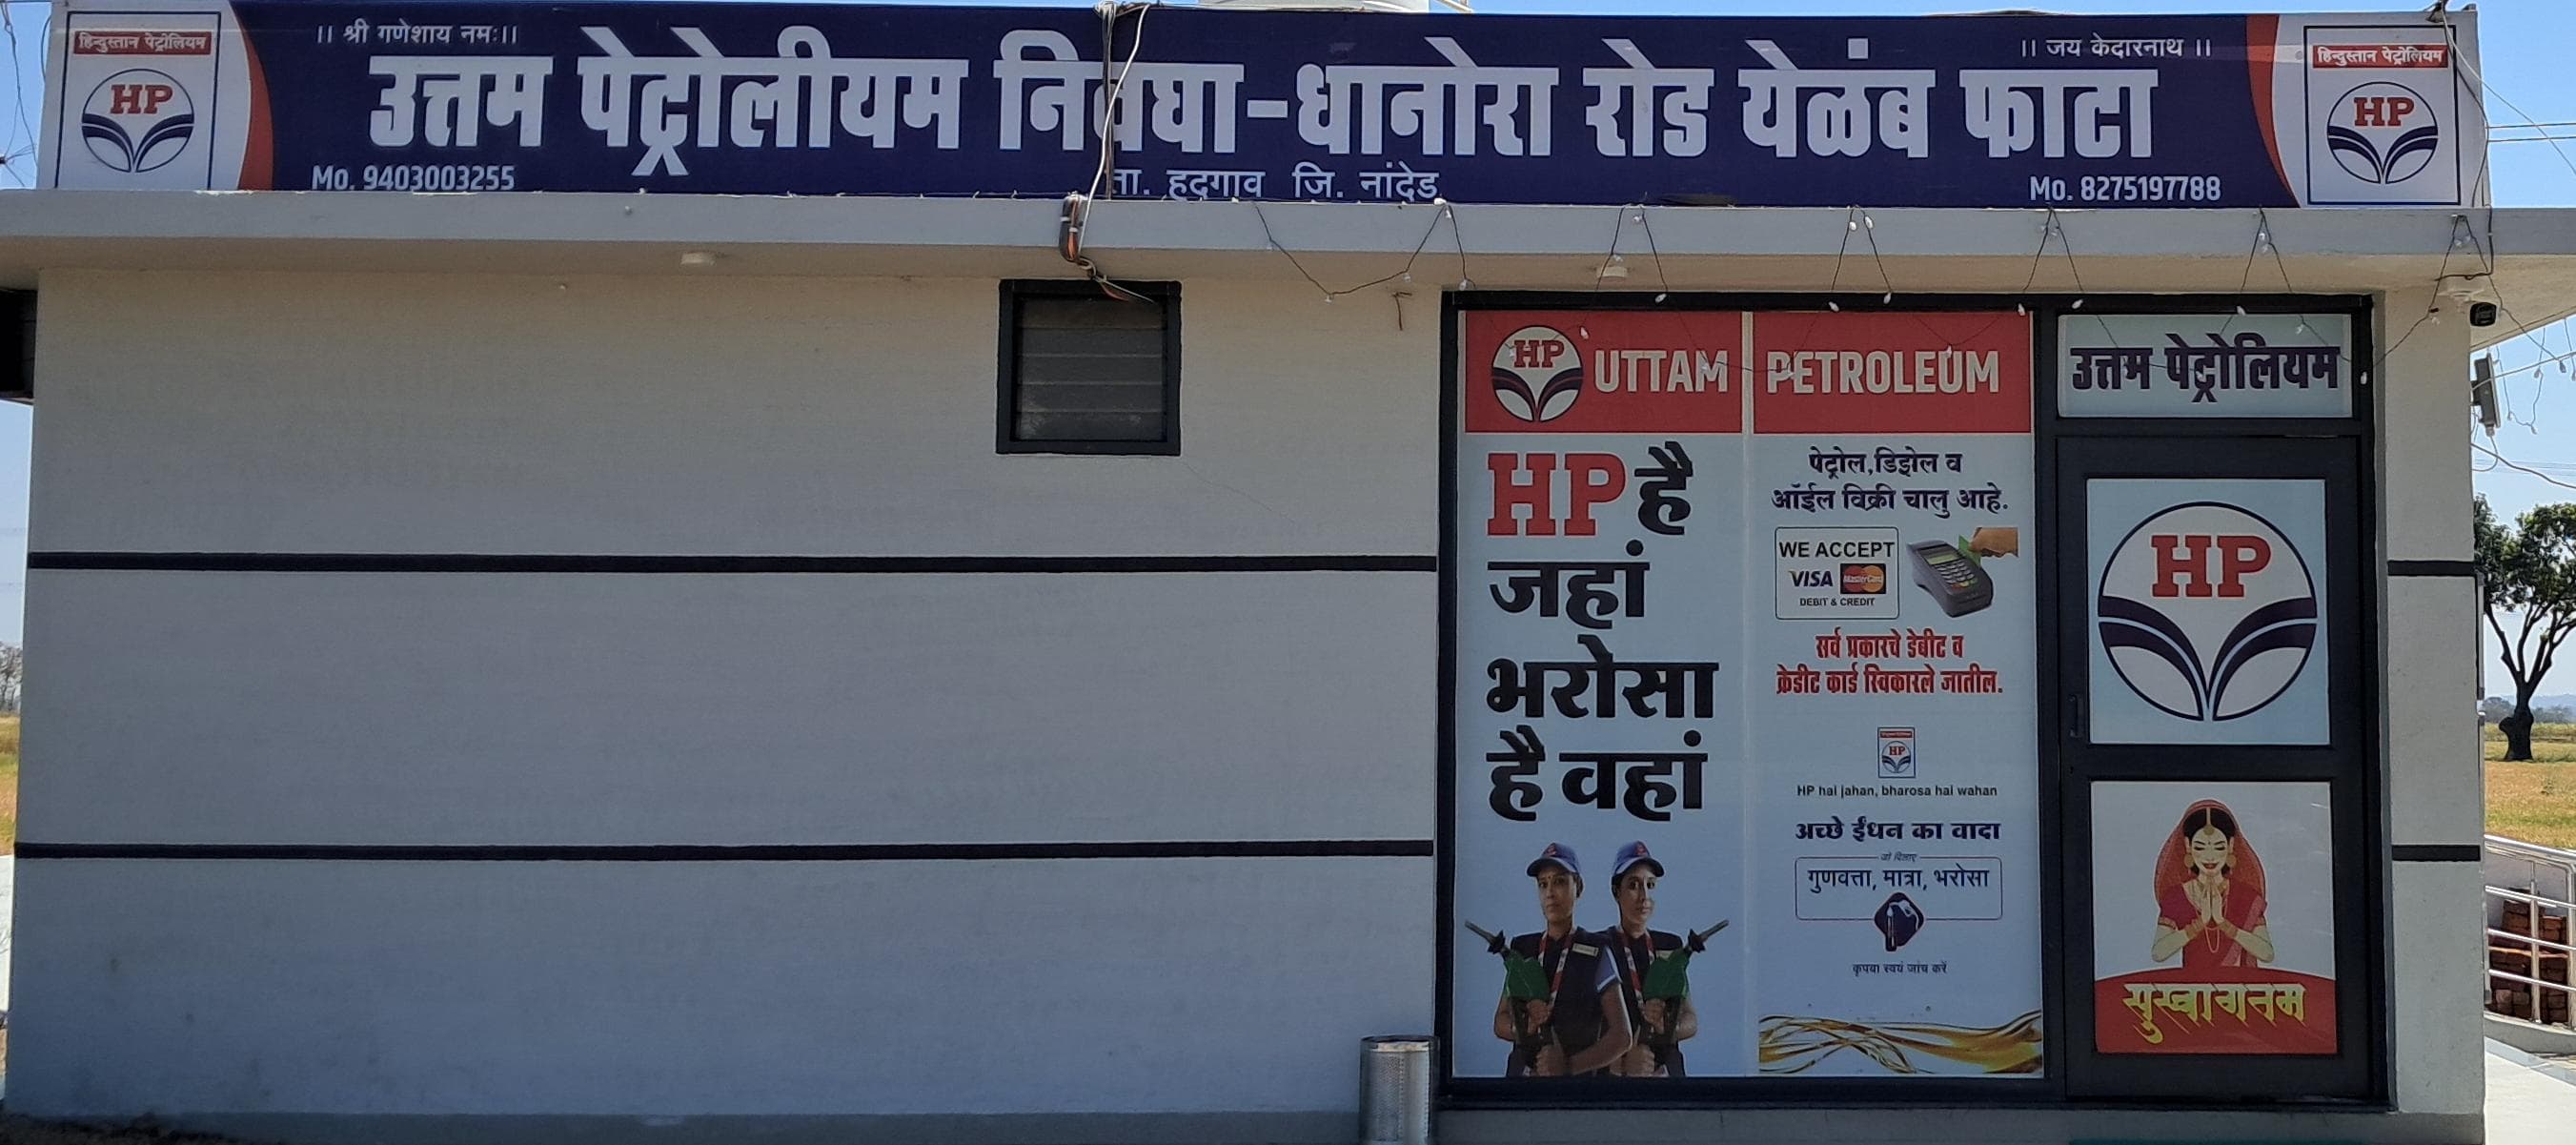 हिन्दुस्तान पेट्रोलियम
HP
।। श्री गणेशाय नमः।।
।। जय केदारनाथ ।।
उत्तम पेट्रोलीयम निवघा-धानोरा रोड येळंब फाटा
Mo. 9403003255
ता. हदगाव जि. नांदेड
Mo. 8275197788
हिन्दुस्तान पेट्रोलियम
HP
HP UTTAM PETROLEUM
HP है
जहां
भरोसा
है वहां
पेट्रोल,डिझेल व
ऑईल विक्री चालु आहे.
WE ACCEPT
VISA MasterCard
DEBIT & CREDIT
सर्व प्रकारचे डेबीट व
क्रेडीट कार्ड स्विकारले जातील.
HP
HP hai jahan, bharosa hai wahan
अच्छे ईंधन का वादा
जो दिलाए
गुणवत्ता, मात्रा, भरोसा
कृपया स्वयं जांच करें
उत्तम पेट्रोलियम
HP
सुस्वागतम